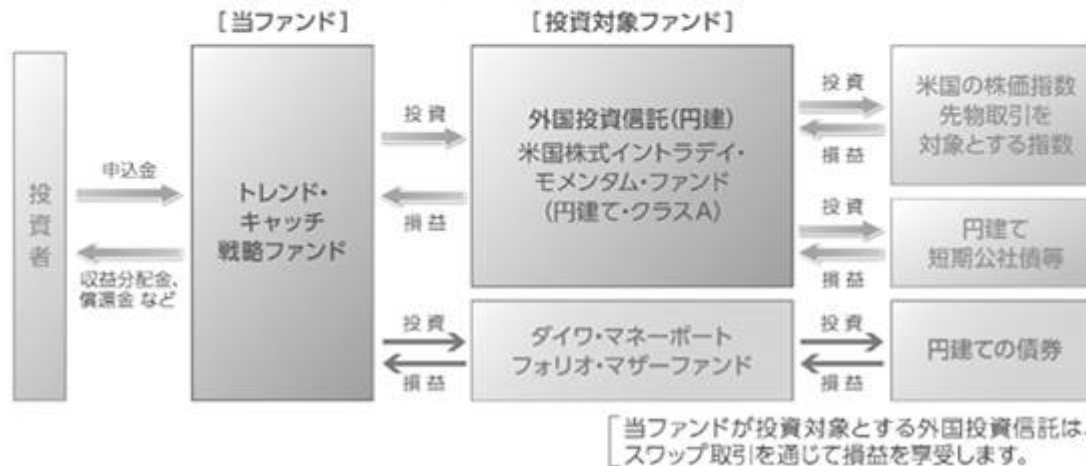 [当ファンド]
[投資対象ファンド]
投資者
申込金
収益分配金、
償還金 など
トレンド・
キャッチ
戦略ファンド
投資
損益
外国投資信託(円建)
米国株式イントラデイ・
モメンタム・ファンド
(円建て・クラスA)
投資
損益
米国の株価指数
先物取引を
対象とする指数
投資
損益
円建て
短期公社債等
投資
損益
ダイワ・マネーポート
フォリオ・マザーファンド
投資
損益
円建ての債券
当ファンドが投資対象とする外国投資信託は、
スワップ取引を通じて損益を享受します。